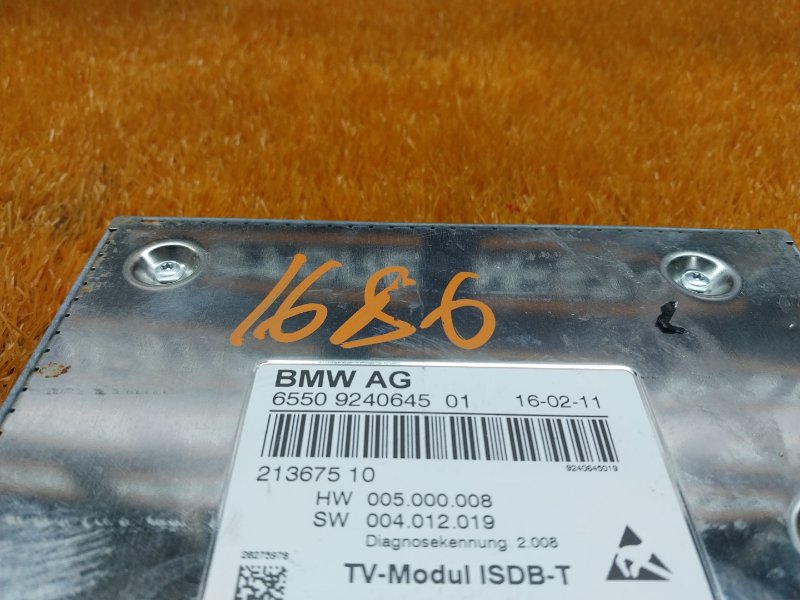 1686
BMW AG
6550 9240645 01 16-02-11
9240645019
213675 10
HW 005.000.008
SW 004.012.019
Diagnosekennung 2.008
28275978
TV-Modul ISDB-T